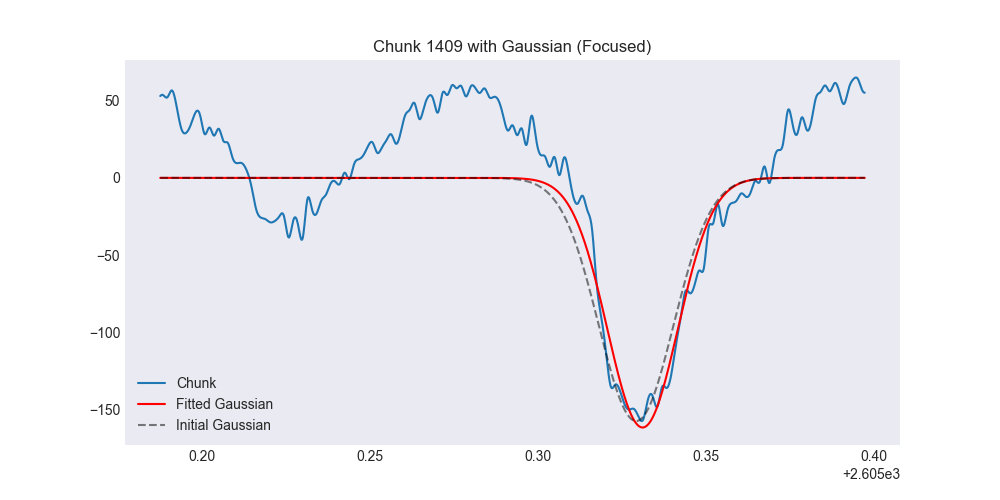 Chunk 1409 with Gaussian (Focused)
50
0
−50
−100
−150
Chunk
Fitted Gaussian
Initial Gaussian
0.20 0.25 0.30 0.35 0.40
+2.605e3